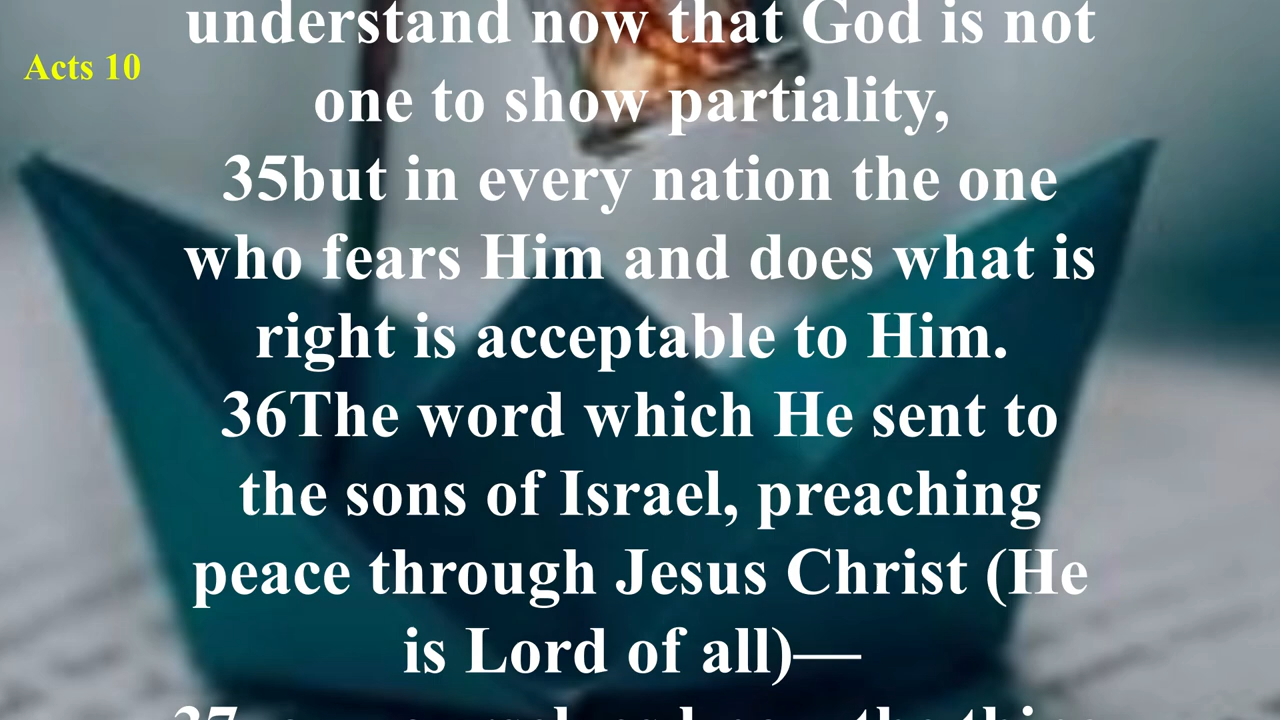 understand now that God is not
Acts 10
one to show partiality,
35but in every nation the one
who fears Him and does what is
right is acceptable to Him.
36The word which He sent to
the sons of Israel, preaching
peace through Jesus Christ (He
is Lord of all)—